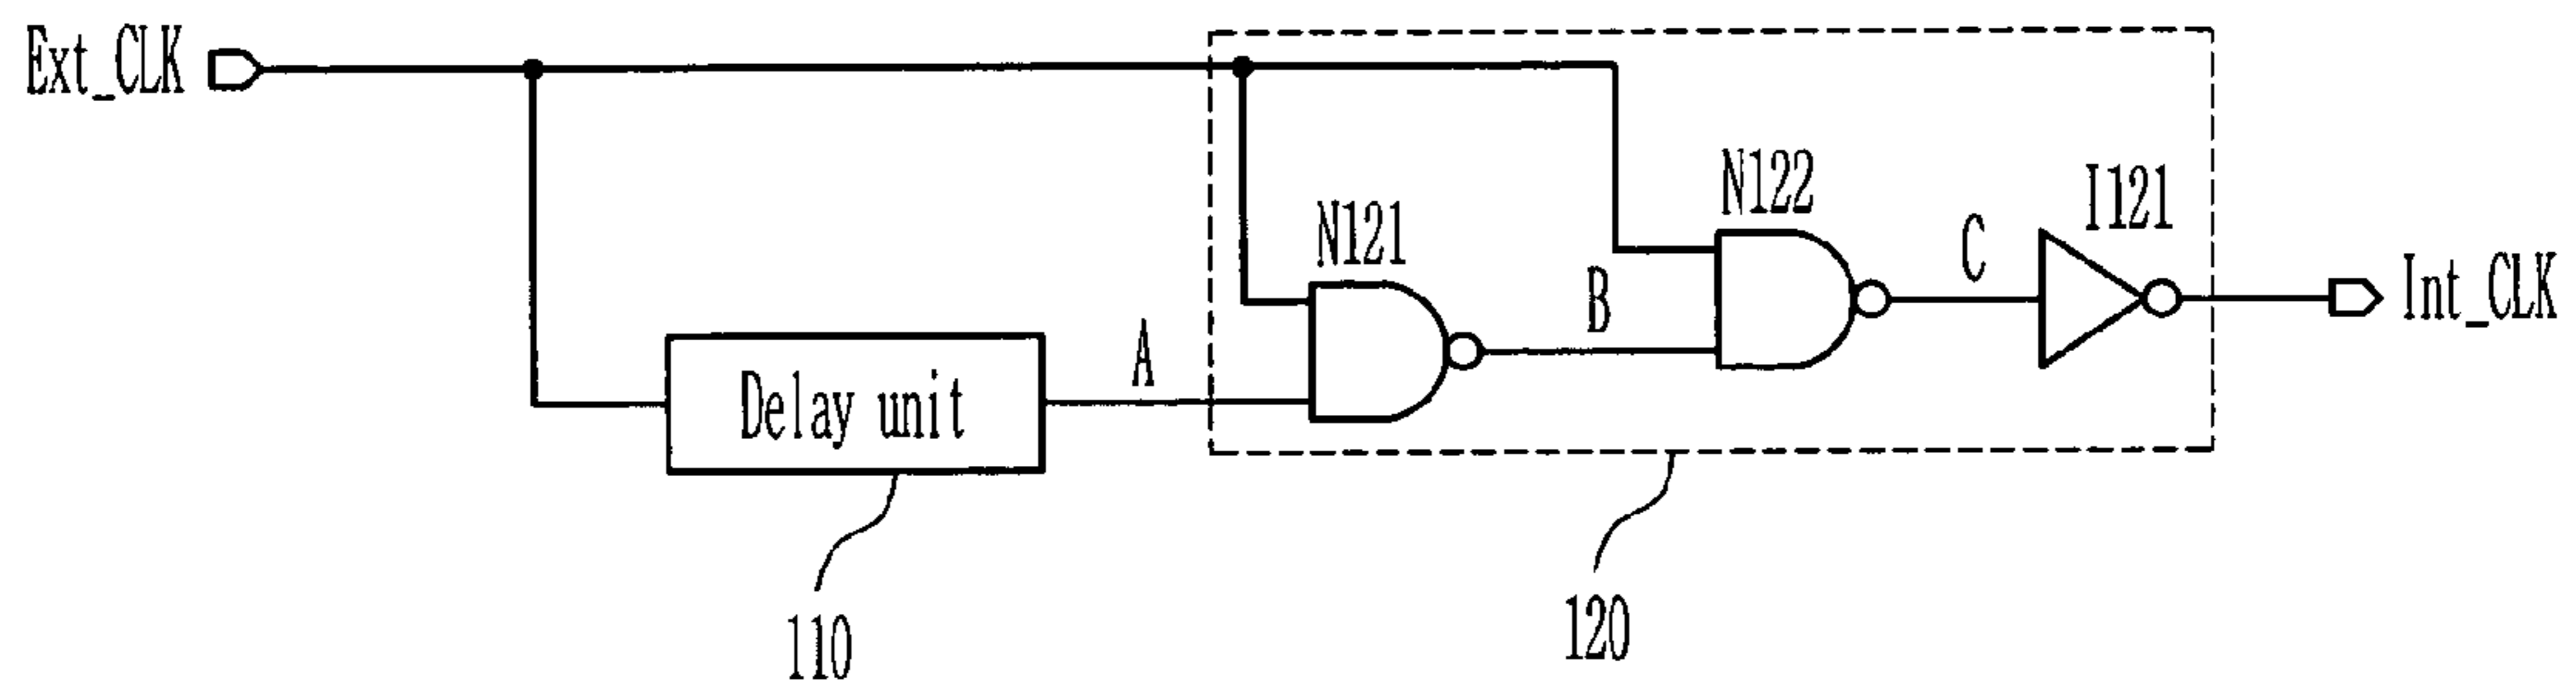 Ext_CLK
N122
I121
N121
C
B
Int_CLK
A
Delay unit
110
120